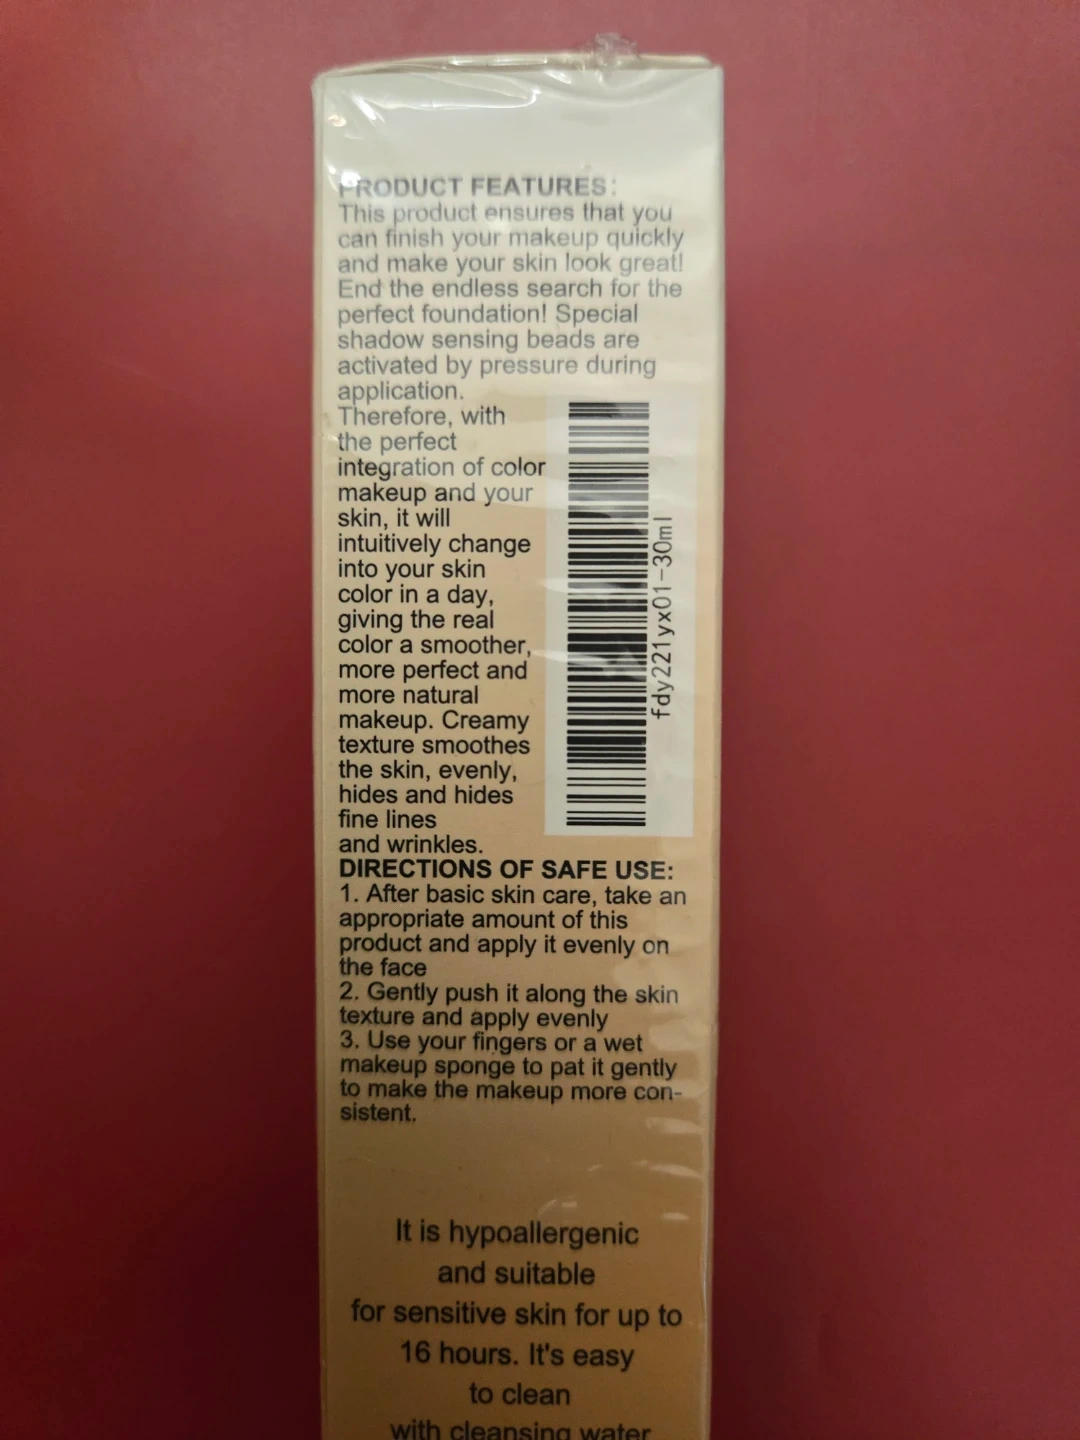 PRODUCT FEATURES:
This product ensures that you
can finish your makeup quickly
and make your skin look great!
End the endless search for the
perfect foundation! Special
shadow sensing beads are
activated by pressure during
application.
Therefore, with
the perfect
integration of color
makeup and your
skin, it will
intuitively change
into your skin
color in a day,
giving the real
color a smoother,
more perfect and
more natural
makeup. Creamy
texture smoothes
the skin, evenly,
hides and hides
fine lines
and wrinkles.
fdy221yx01-30ml
DIRECTIONS OF SAFE USE:
1. After basic skin care, take an
appropriate amount of this
product and apply it evenly on
the face
2. Gently push it along the skin
texture and apply evenly
3. Use your fingers or a wet
makeup sponge to pat it gently
to make the makeup more con-
sistent.
It is hypoallergenic
and suitable
for sensitive skin for up to
16 hours. It's easy
to clean
with cleansing water